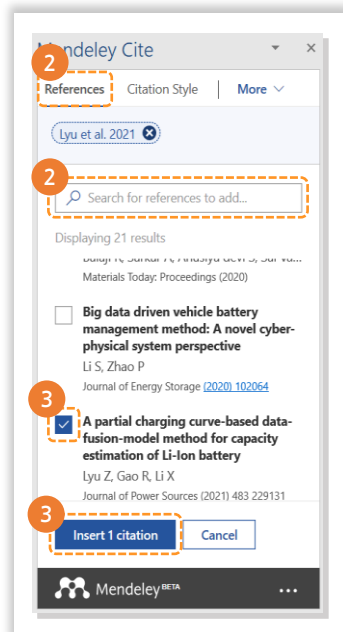 Mendeley Cite
2
References Citation Style | More
Lyu et al. 2021
2
Search for references to add...
Displaying 21 results
Materials Today: Proceedings (2020)
Big data driven vehicle battery
management method: A novel cyber-
physical system perspective
Li S, Zhao P
Journal of Energy Storage (2020) 102064
3
A partial charging curve-based data-
fusion-model method for capacity
estimation of Li-Ion battery
Lyu Z, Gao R, Li X
Journal of Power Sources (2021) 483 229131
3
Insert 1 citation Cancel
Mendeley BETA